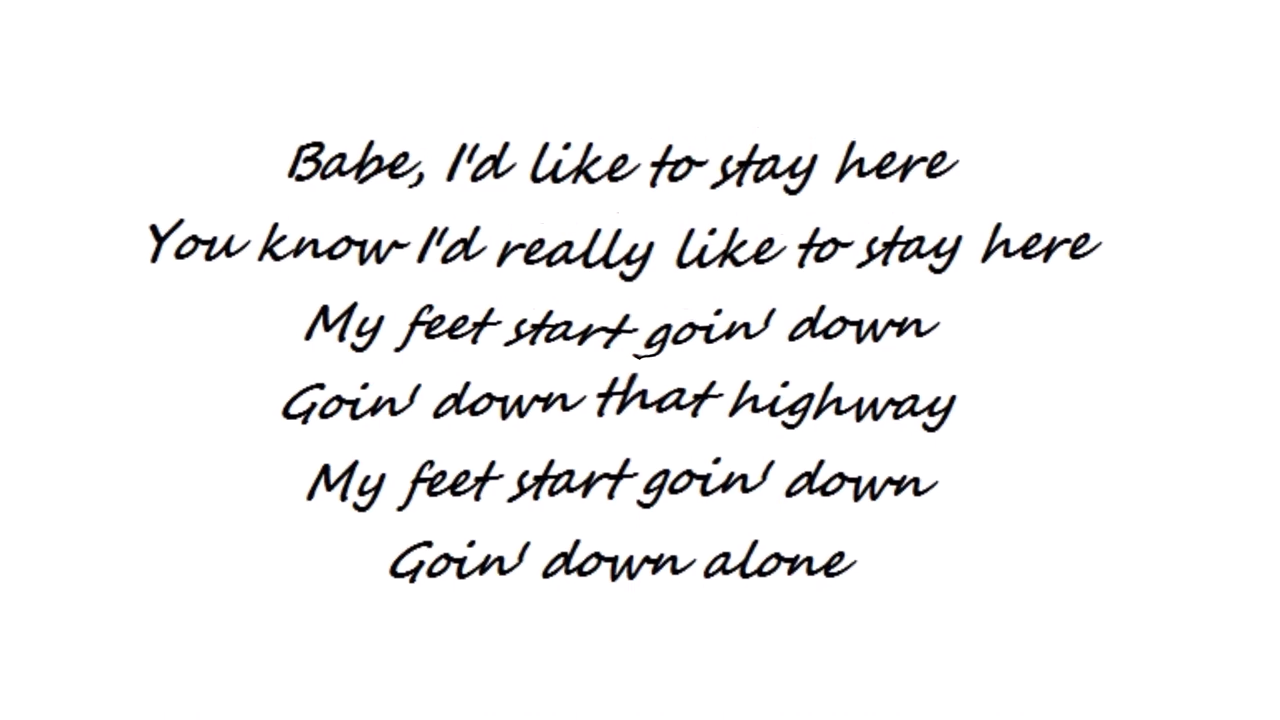 Babe, I'd like to stay here
You know I'd really like to stay here
My feet start goin' down
Goin' down that highway
My feet start goin' down
Goin' down alone